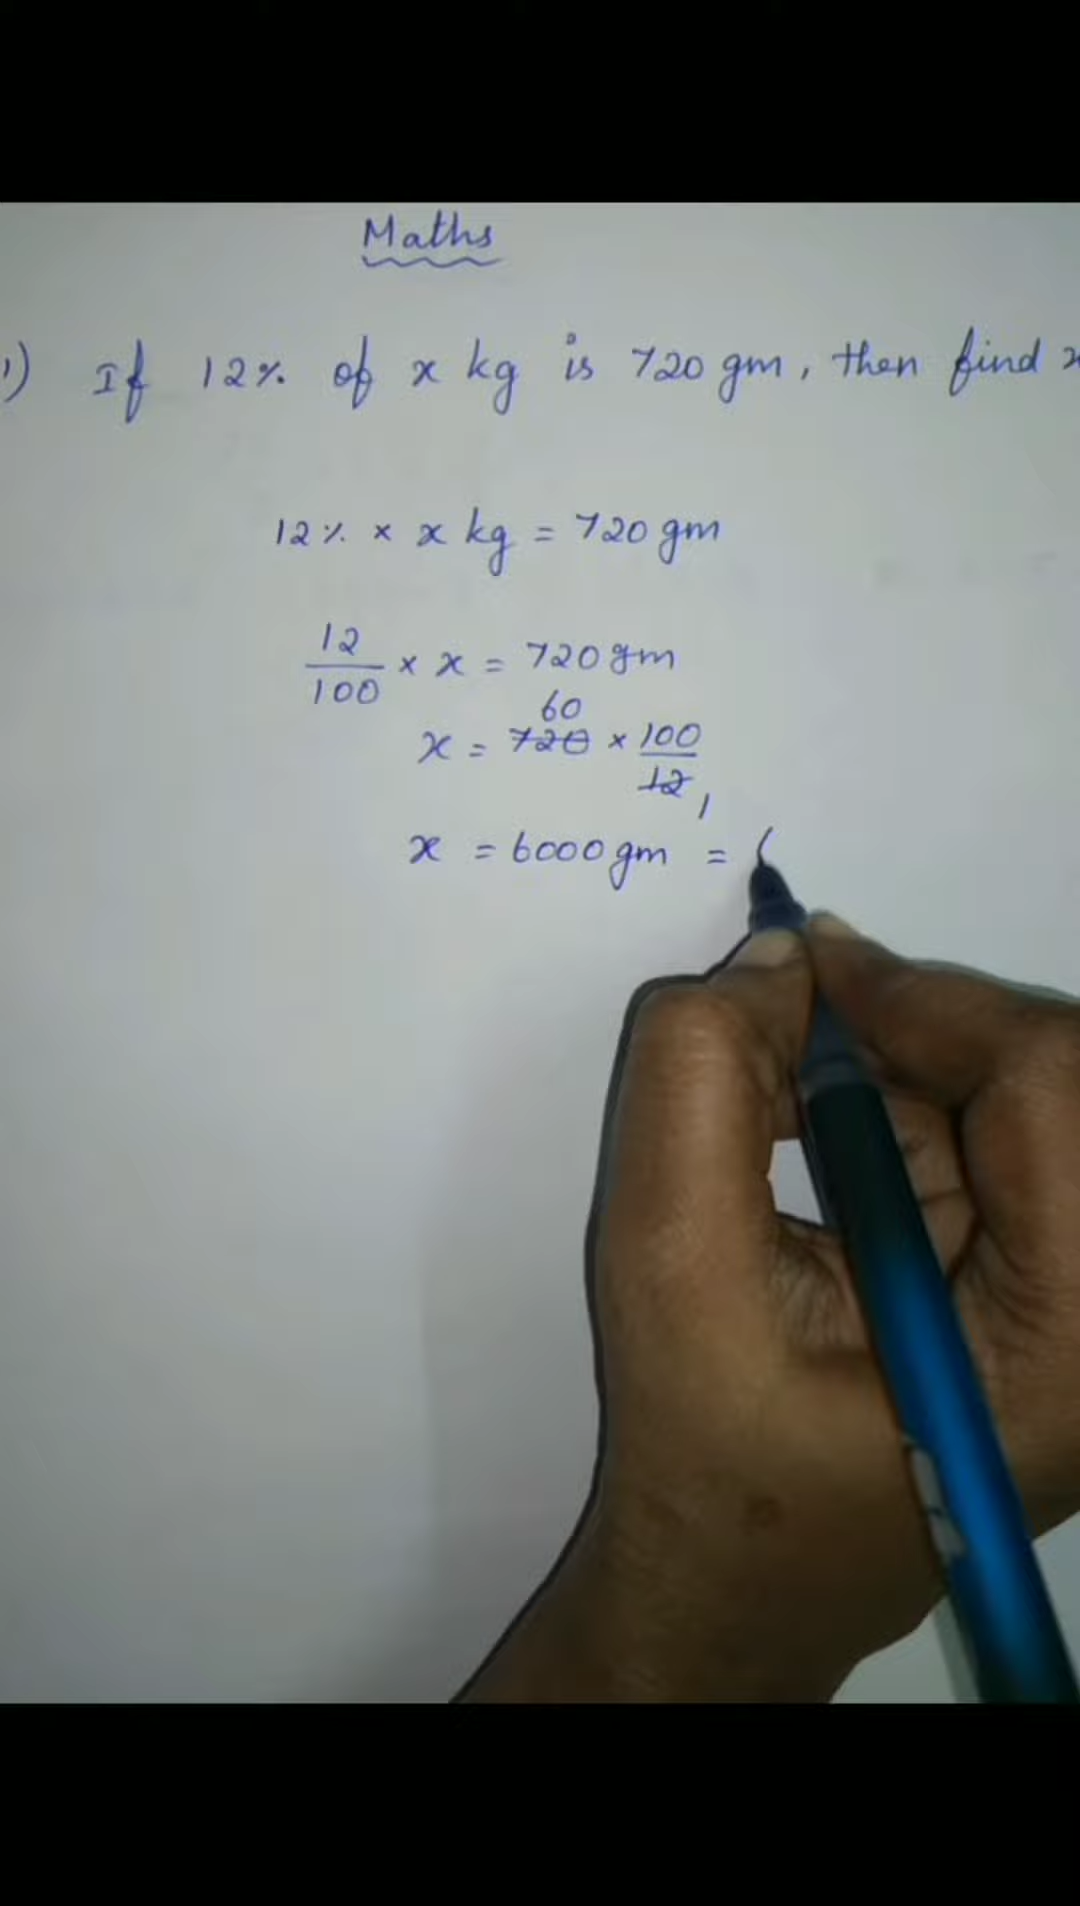 Maths
1) If 12% of x kg is 720 gm, then find x
12% × x kg = 720 gm
12/100 × x = 720 gm
60
x = 720 × 100/12 1
x = 6000 gm = 6